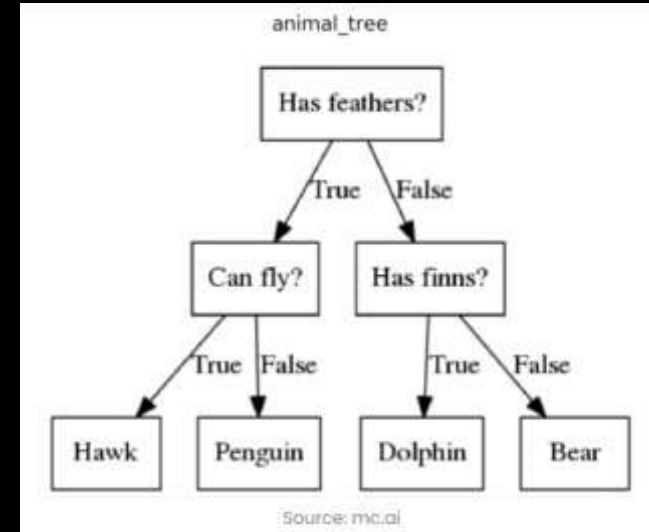 animal_tree
Has feathers?
True False
Can fly? Has finns?
True False True False
Hawk Penguin Dolphin Bear
Source: mc.ai